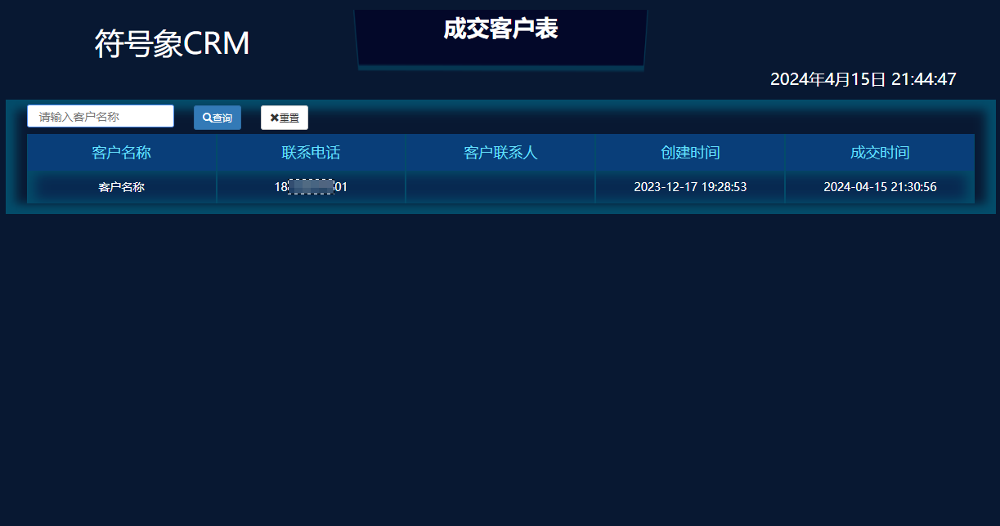 符号象CRM
成交客户表
2024年4月15日 21:44:47
请输入客户名称 查询 重置
客户名称 联系电话 客户联系人 创建时间 成交时间
客户名称 18 01 2023-12-17 19:28:53 2024-04-15 21:30:56